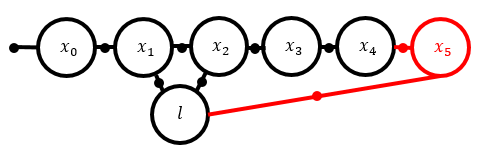 x₀ x₁ x₂ x₃ x₄ x₅
l